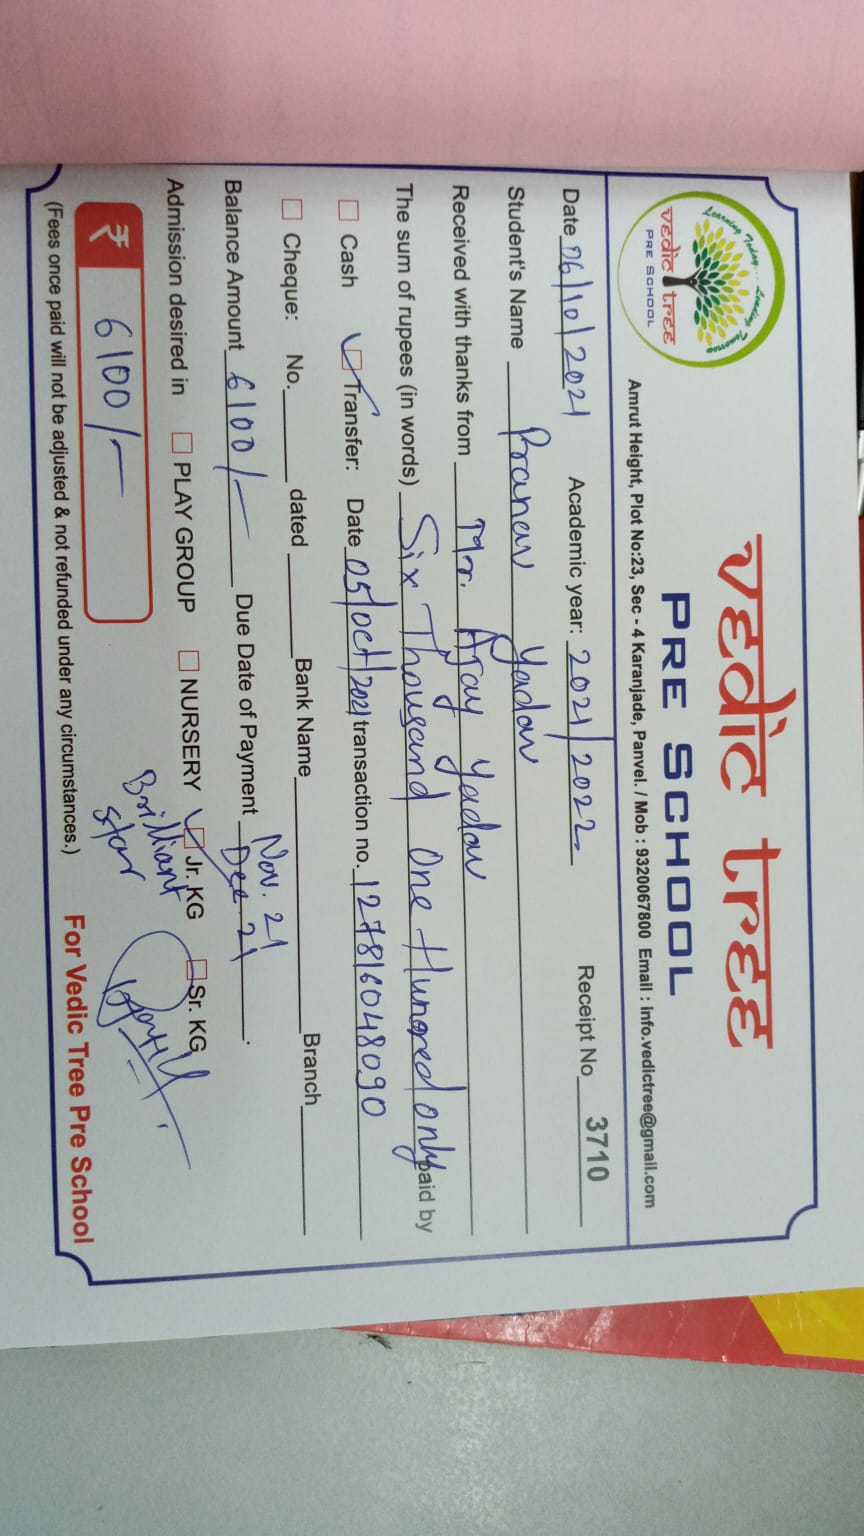 Learning Today... Leading Tomorrow
vedic tree
PRE SCHOOL
vedic tree
PRE SCHOOL
Amrut Height, Plot No:23, Sec - 4 Karanjade, Panvel. / Mob : 9320067800 Email : info.vedictree@gmail.com
Date 06/10/2021 Academic year: 2021/2022 Receipt No 3710
Student's Name Pranav Yadav
Received with thanks from Mr. Ajay Yadav
The sum of rupees (in words) Six Thousand One Hundred only paid by
Cash Transfer: Date 05/Oct/2021 transaction no. 127816048090
Cheque: No. dated Bank Name Branch
Balance Amount 6100/- Due Date of Payment Nov. 21 Dec 21.
Admission desired in PLAY GROUP NURSERY Jr. KG Sr. KG
Brilliant Star
₹ 6100/-
(Fees once paid will not be adjusted & not refunded under any circumstances.) For Vedic Tree Pre School